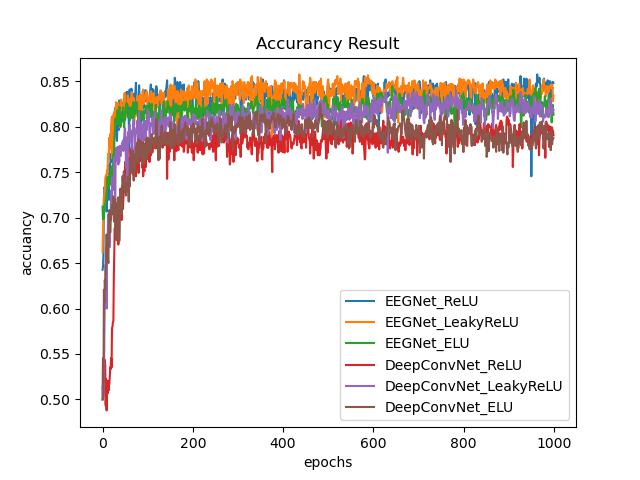 Accurancy Result
accuancy
0.85
0.80
0.75
0.70
0.65
0.60
0.55
0.50
0
200
400
600
800
1000
epochs
EEGNet_ReLU
EEGNet_LeakyReLU
EEGNet_ELU
DeepConvNet_ReLU
DeepConvNet_LeakyReLU
DeepConvNet_ELU